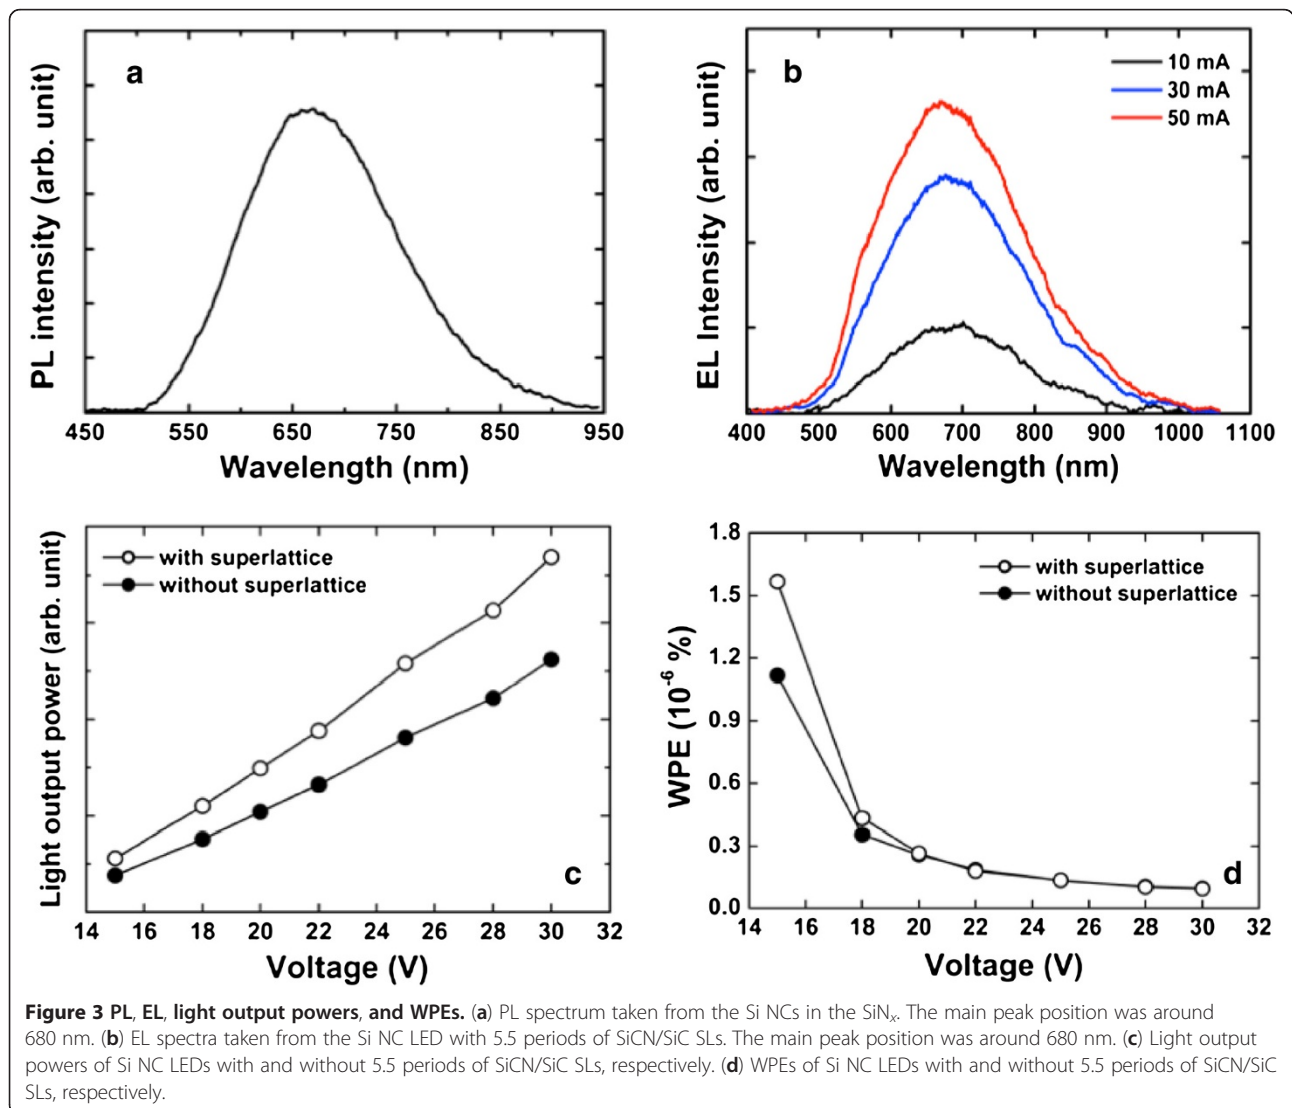 a
PL intensity (arb. unit)
450 550 650 750 850 950
Wavelength (nm)
b
10 mA
30 mA
50 mA
EL Intensity (arb. unit)
400 500 600 700 800 900 1000 1100
Wavelength (nm)
with superlattice
without superlattice
Light output power (arb. unit)
c
14 16 18 20 22 24 26 28 30 32
Voltage (V)
1.8
1.5
1.2
0.9
0.6
0.3
0.0
with superlattice
without superlattice
WPE (10⁻⁶ %)
d
14 16 18 20 22 24 26 28 30 32
Voltage (V)
Figure 3 PL, EL, light output powers, and WPEs. (a) PL spectrum taken from the Si NCs in the SiNₓ. The main peak position was around
680 nm. (b) EL spectra taken from the Si NC LED with 5.5 periods of SiCN/SiC SLs. The main peak position was around 680 nm. (c) Light output
powers of Si NC LEDs with and without 5.5 periods of SiCN/SiC SLs, respectively. (d) WPEs of Si NC LEDs with and without 5.5 periods of SiCN/SiC
SLs, respectively.